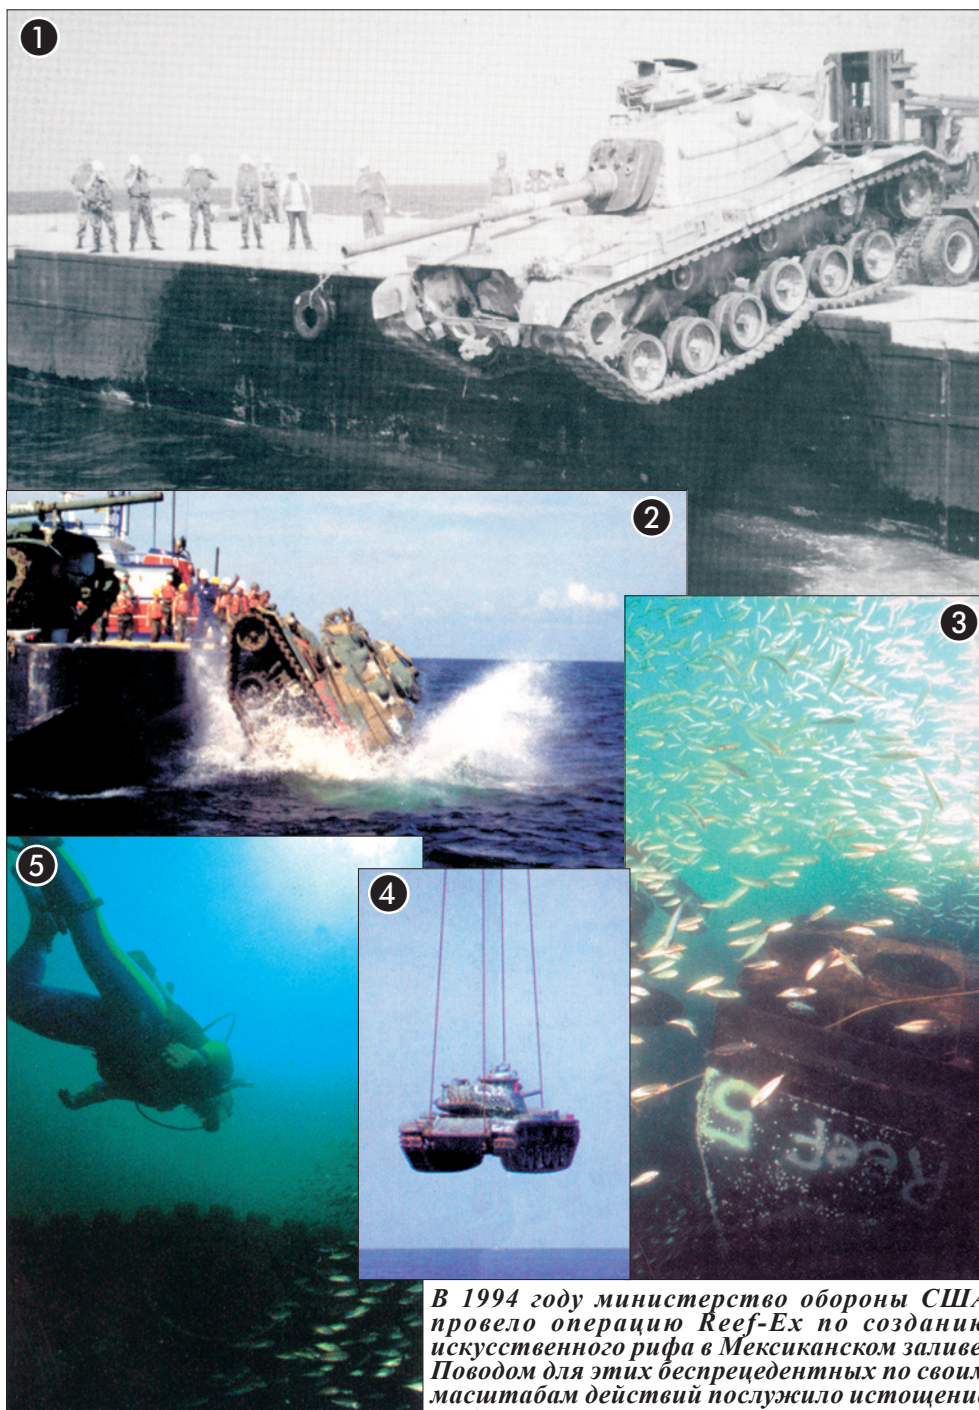 1
2
3
5
4
Reef 5
В 1994 году министерство обороны США
провело операцию Reef-Ex по созданию
искусственного рифа в Мексиканском заливе
Поводом для этих беспрецедентных по своим
масштабам действий послужило истощение